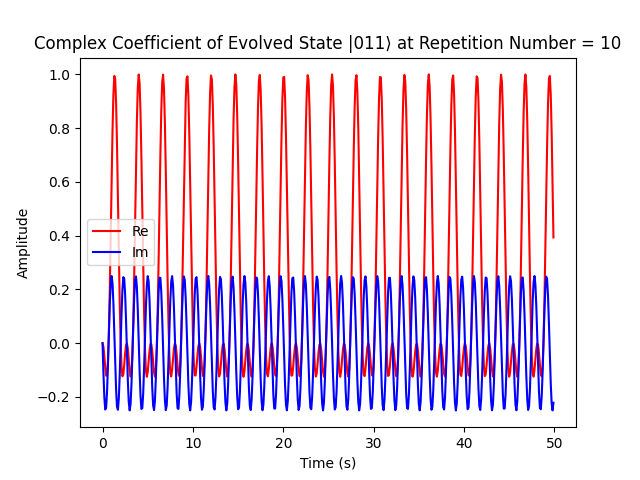 Complex Coefficient of Evolved State |011⟩ at Repetition Number = 10
1.0
0.8
0.6
0.4
0.2
0.0
−0.2
Amplitude
Re
Im
0
10
20
30
40
50
Time (s)